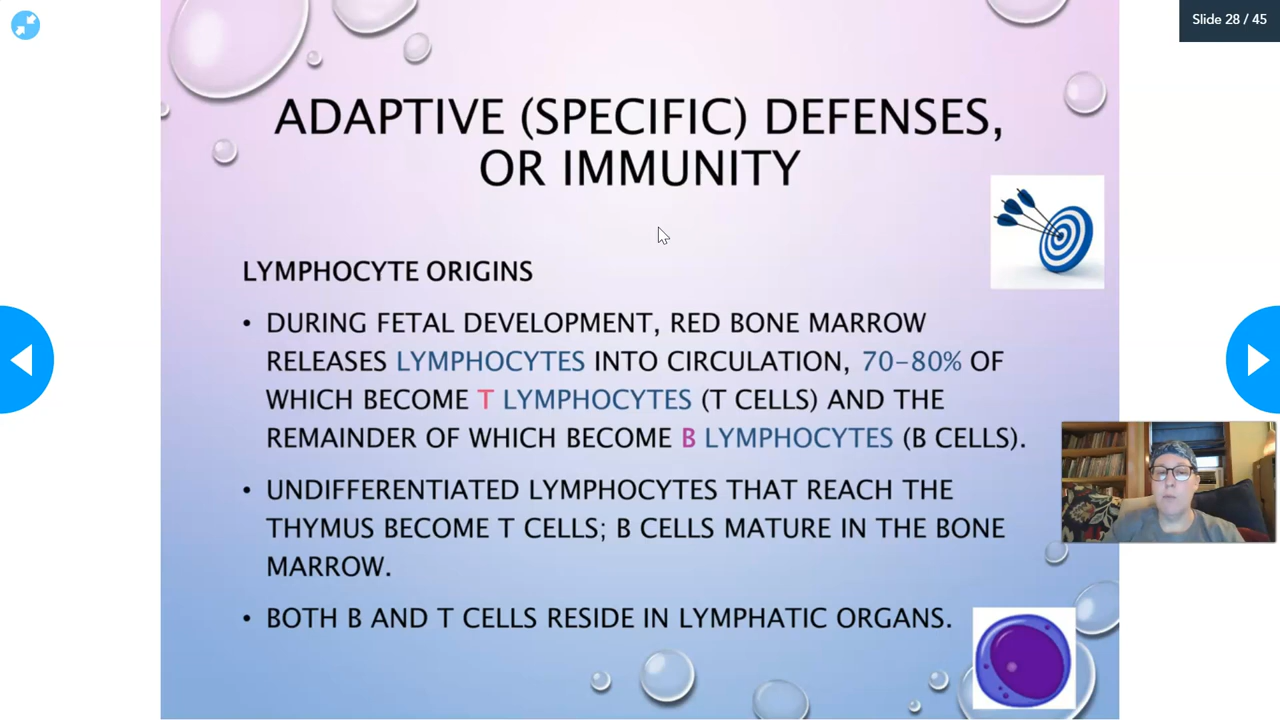 Slide 28 / 45
ADAPTIVE (SPECIFIC) DEFENSES,
OR IMMUNITY
LYMPHOCYTE ORIGINS
• DURING FETAL DEVELOPMENT, RED BONE MARROW
RELEASES LYMPHOCYTES INTO CIRCULATION, 70-80% OF
WHICH BECOME T LYMPHOCYTES (T CELLS) AND THE
REMAINDER OF WHICH BECOME B LYMPHOCYTES (B CELLS).
• UNDIFFERENTIATED LYMPHOCYTES THAT REACH THE
THYMUS BECOME T CELLS; B CELLS MATURE IN THE BONE
MARROW.
• BOTH B AND T CELLS RESIDE IN LYMPHATIC ORGANS.